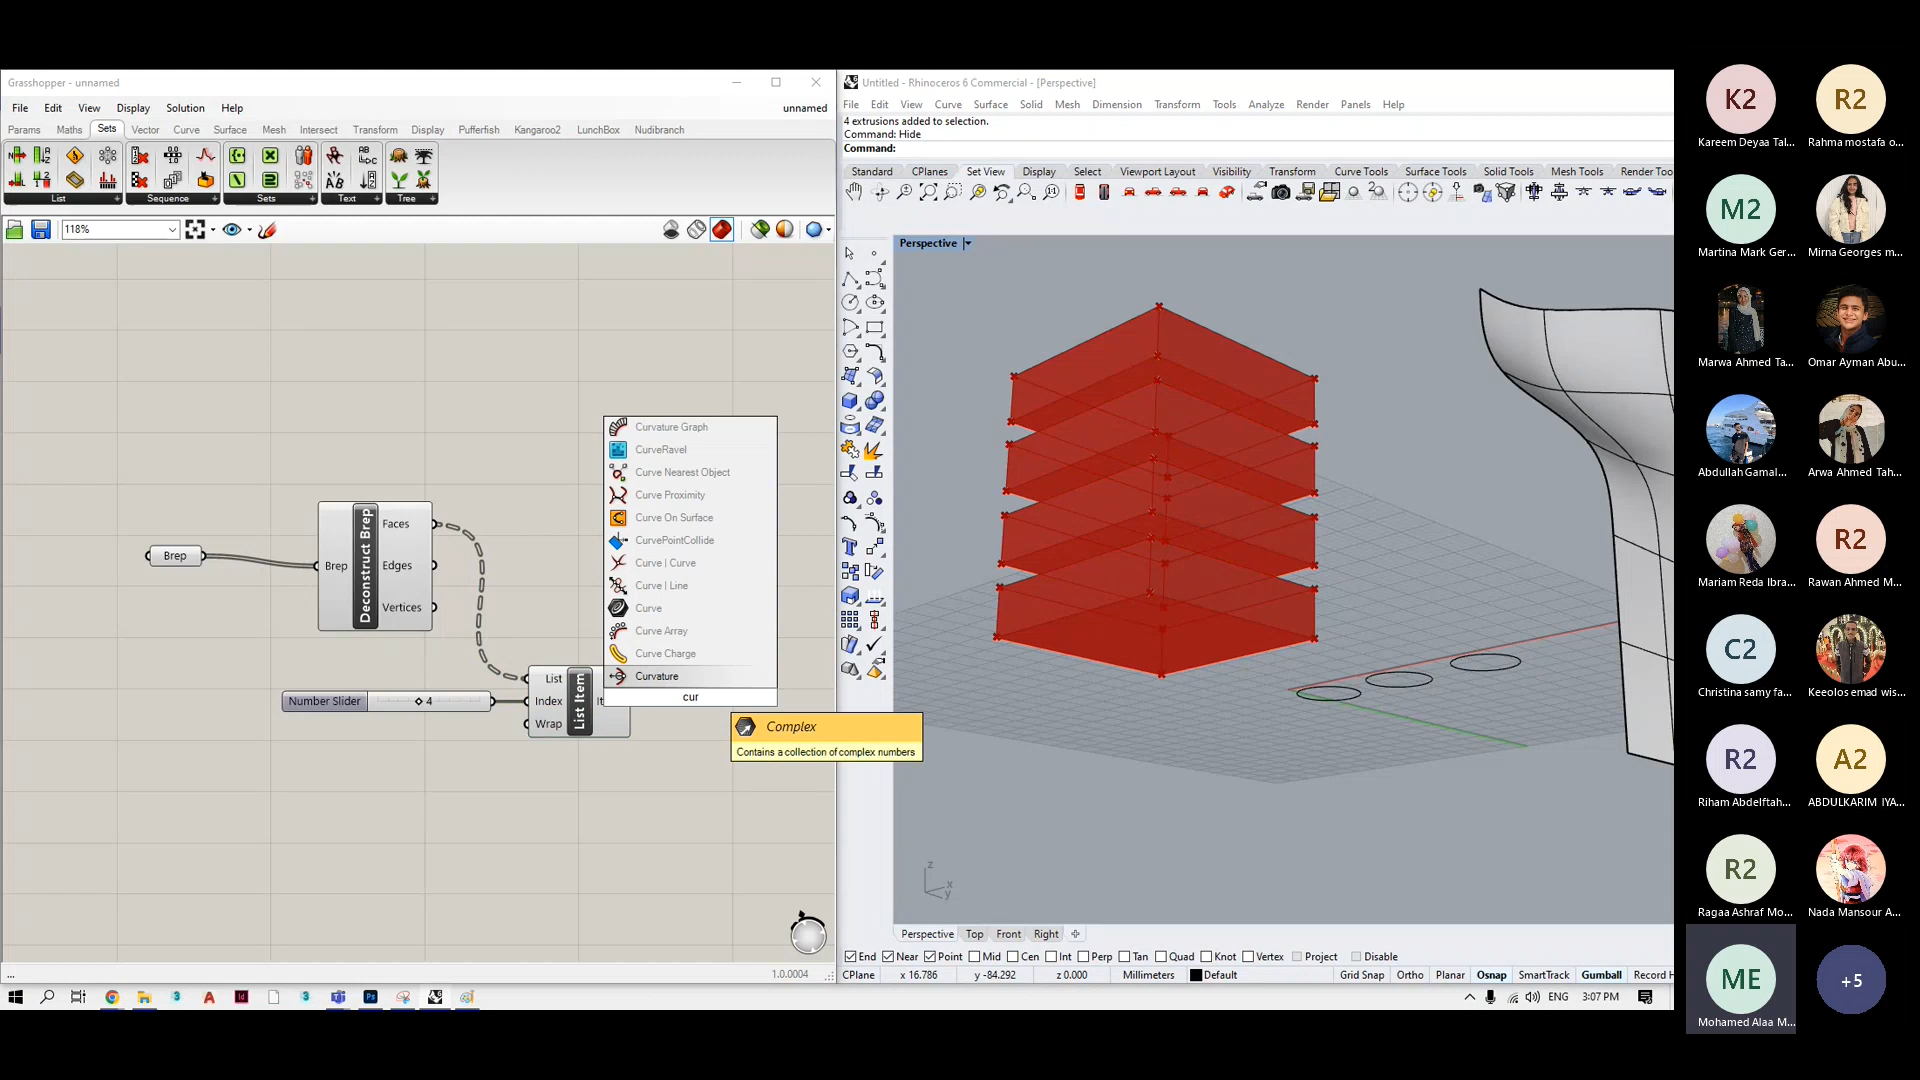 Grasshopper - unnamed
File Edit View Display Solution Help
unnamed
Params Maths Sets Vector Curve Surface Mesh Intersect Transform Display Pufferfish Kangaroo2 LunchBox Nudibranch
List Sequence Sets Text Tree
118%
Brep
Brep
Deconstruct Brep
Faces
Edges
Vertices
Number Slider
4
List
Index
Wrap
List Item
Curvature Graph
CurveRavel
Curve Nearest Object
Curve Proximity
Curve On Surface
CurvePointCollide
Curve | Curve
Curve | Line
Curve
Curve Array
Curve Charge
Curvature
cur
Complex
Contains a collection of complex numbers
...
1.0.0004
Untitled - Rhinoceros 6 Commercial - [Perspective]
File Edit View Curve Surface Solid Mesh Dimension Transform Tools Analyze Render Panels Help
4 extrusions added to selection.
Command: Hide
Command:
Standard CPlanes Set View Display Select Viewport Layout Visibility Transform Curve Tools Surface Tools Solid Tools Mesh Tools Render Too
Perspective
z
x
y
Perspective Top Front Right
End Near Point Mid Cen Int Perp Tan Quad Knot Vertex Project Disable
CPlane x 16.786 y -84.292 z 0.000 Millimeters Default Grid Snap Ortho Planar Osnap SmartTrack Gumball Record H
ENG 3:07 PM
K2 R2
Kareem Deyaa Tal... Rahma mostafa o...
M2
Martina Mark Ger... Mirna Georges m...
Marwa Ahmed Ta... Omar Ayman Abu...
Abdullah Gamal... Arwa Ahmed Tah...
R2
Mariam Reda Ibra... Rawan Ahmed M...
C2
Christina samy fa... Keeolos emad wis...
R2 A2
Riham Abdelftah... ABDULKARIM IYA...
R2
Ragaa Ashraf Mo... Nada Mansour A...
ME +5
Mohamed Alaa M...